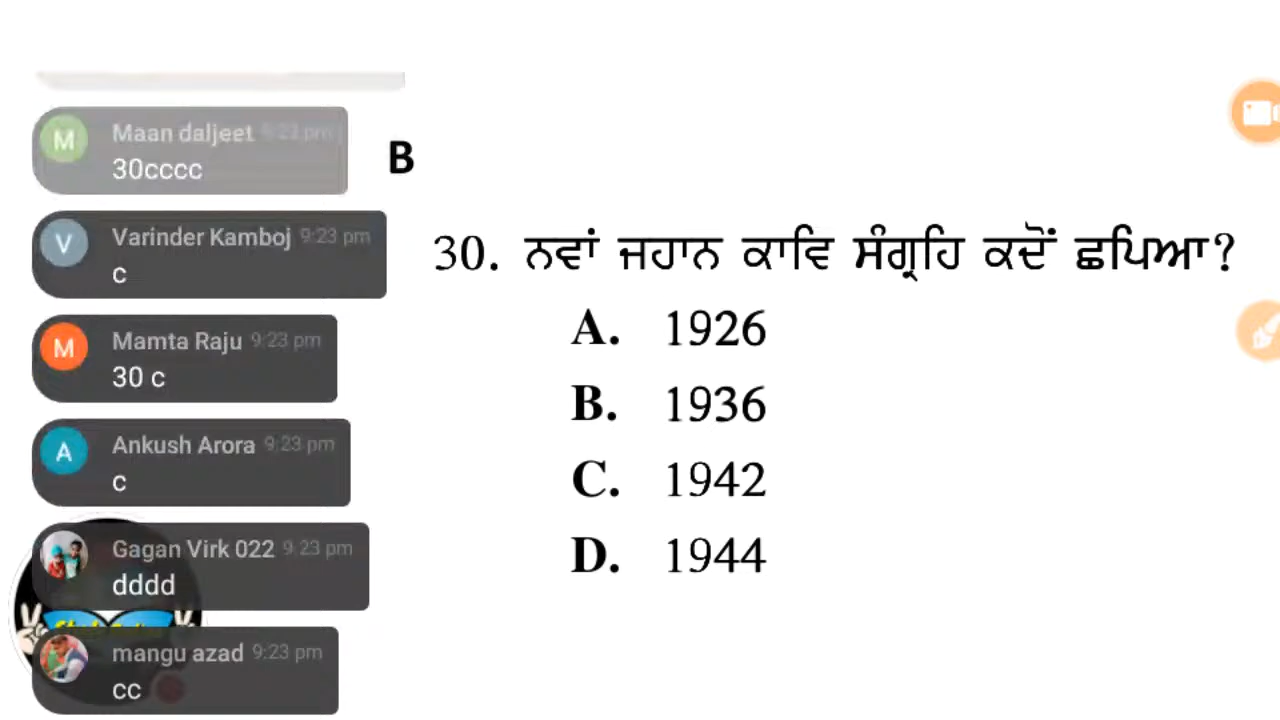 Maan daljeet 9:23 pm
30cccc
B
Varinder Kamboj 9:23 pm
c
Mamta Raju 9:23 pm
30 c
Ankush Arora 9:23 pm
c
Gagan Virk 022 9:23 pm
dddd
mangu azad 9:23 pm
cc
30. ਨਵਾਂ ਜਹਾਨ ਕਾਵਿ ਸੰਗ੍ਰਹਿ ਕਦੋਂ ਛਪਿਆ?
A. 1926
B. 1936
C. 1942
D. 1944